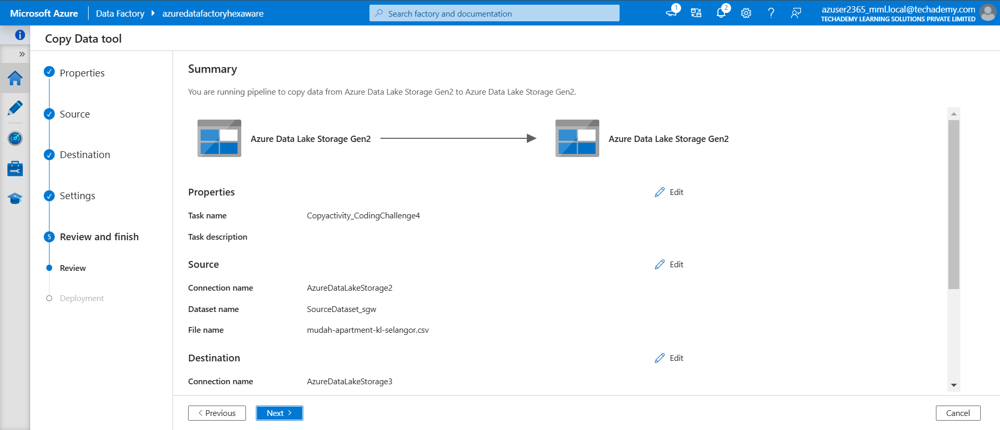 Microsoft Azure
Data Factory
azuredatafactoryhexaware
Search factory and documentation
1
2
azuser2365_mml.local@techademy.com
TECHADEMY LEARNING SOLUTIONS PRIVATE LIMITED
Copy Data tool
Properties
Source
Destination
Settings
5
Review and finish
Review
Deployment
Summary
You are running pipeline to copy data from Azure Data Lake Storage Gen2 to Azure Data Lake Storage Gen2.
Azure Data Lake Storage Gen2
Azure Data Lake Storage Gen2
Properties
Edit
Task name
Copyactivity_CodingChallenge4
Task description
Source
Edit
Connection name
AzureDataLakeStorage2
Dataset name
SourceDataset_sgw
File name
mudah-apartment-kl-selangor.csv
Destination
Edit
Connection name
AzureDataLakeStorage3
Previous
Next
Cancel